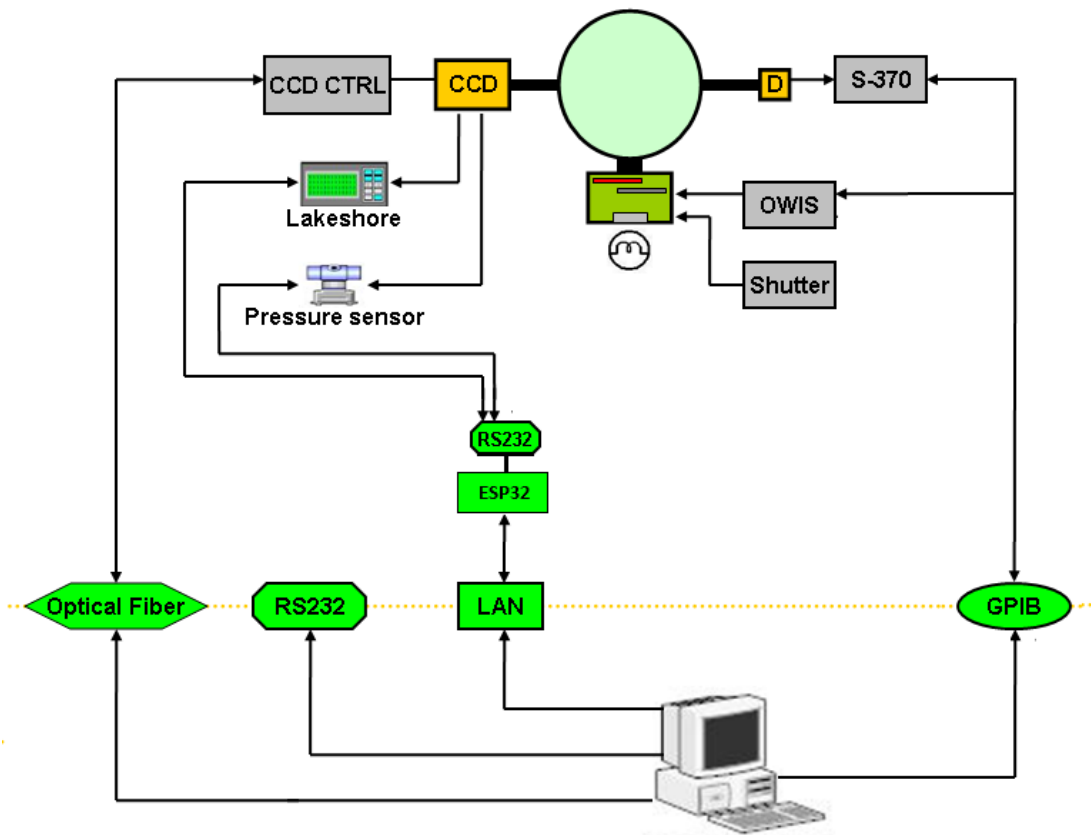 CCD CTRL
CCD
D
S-370
Lakeshore
OWIS
Shutter
Pressure sensor
RS232
ESP32
Optical Fiber
RS232
LAN
GPIB